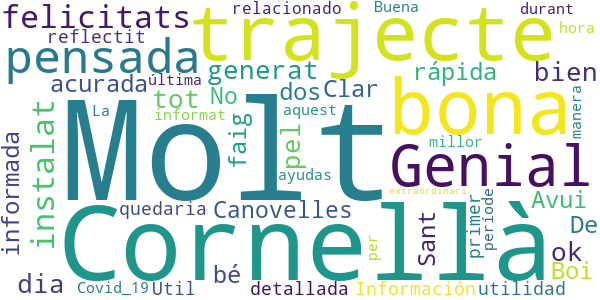 relacionado Buena durant
felicitats trajecte hora
reflectit
pensada generat rápida bien
acurada última
tot No dos Clar bona
La informat aquest manera
Molt millor
instalat faig pel
informada ayudas Genial
extraordinari
quedaria Canovelles primer Avui
Cornellà Sant període De
per ok
dia bé Boi
Covid_19 Util detallada Información utilidad